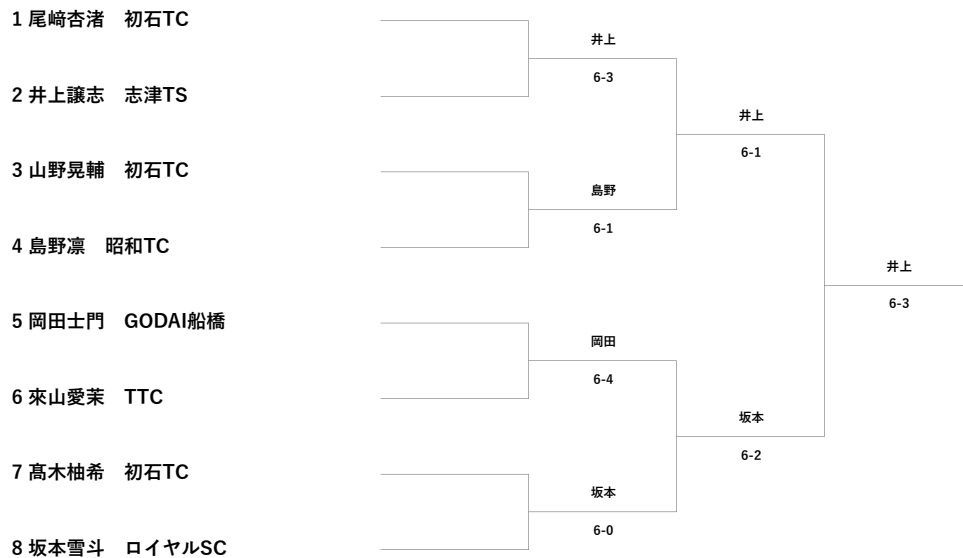 1 尾﨑杏渚　初石TC
井上
6-3
2 井上譲志　志津TS
井上
6-1
3 山野晃輔　初石TC
島野
6-1
4 島野凛　昭和TC
井上
6-3
5 岡田士門　GODAI船橋
岡田
6-4
6 來山愛茉　TTC
坂本
6-2
7 髙木柚希　初石TC
坂本
6-0
8 坂本雪斗　ロイヤルSC